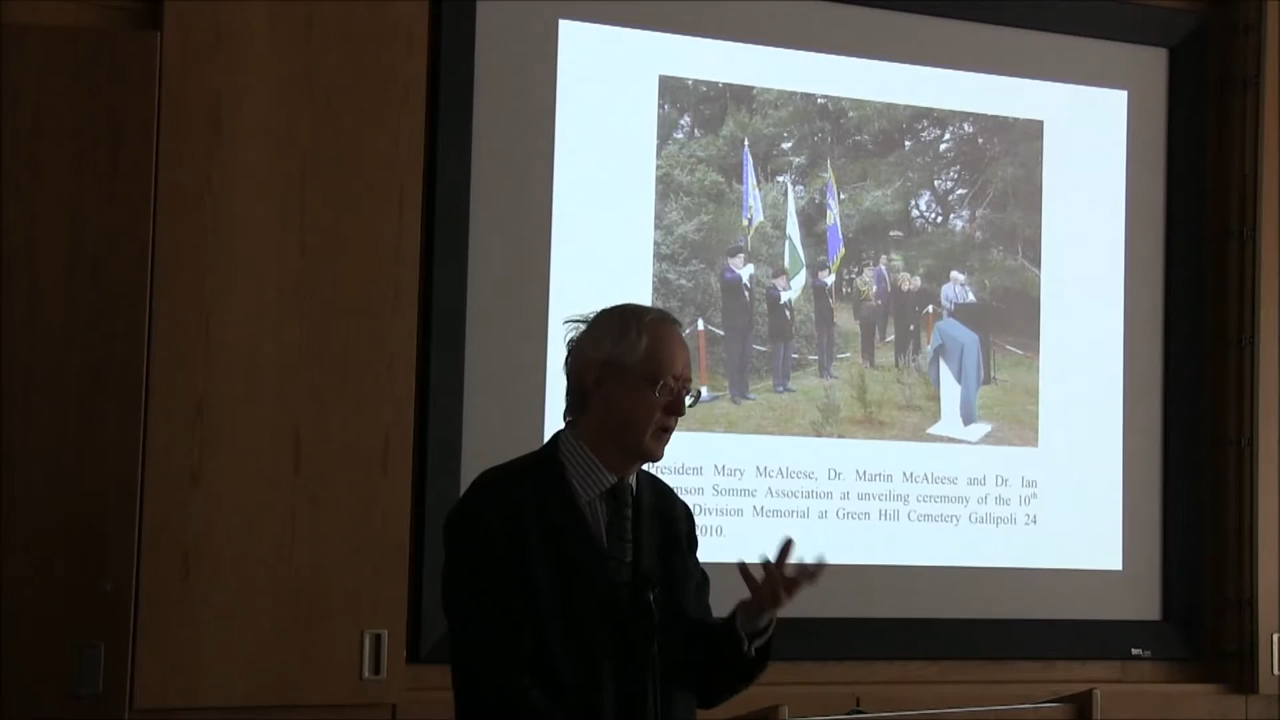 President Mary McAleese, Dr. Martin McAleese and Dr. Ian
mson Somme Association at unveiling ceremony of the 10th
Division Memorial at Green Hill Cemetery Gallipoli 24
2010.